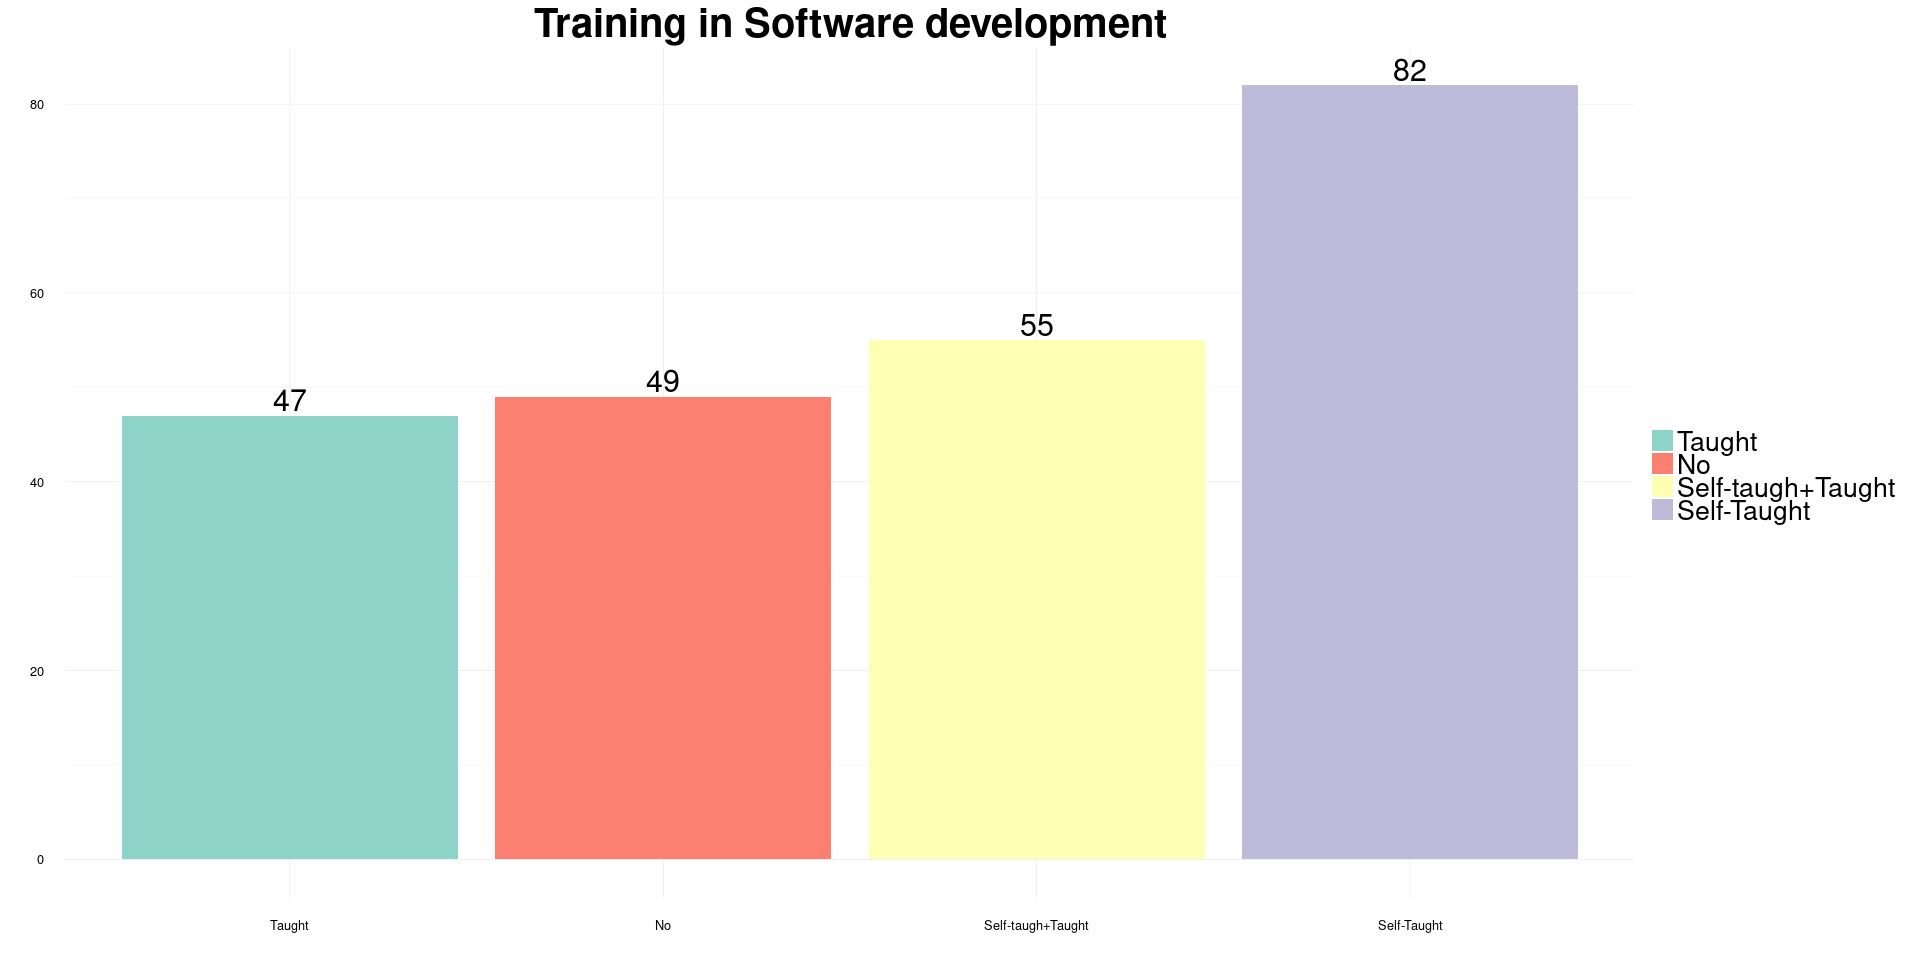 Training in Software development
82
80
60
55
49
47
40
20
0
Taught
No
Self-taugh+Taught
Self-Taught
Taught
No
Self-taugh+Taught
Self-Taught